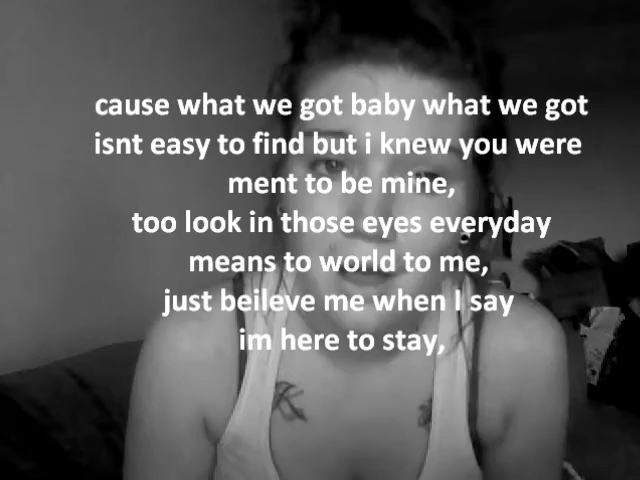 cause what we got baby what we got
isnt easy to find but i knew you were
ment to be mine,
too look in those eyes everyday
means to world to me,
just beileve me when I say
im here to stay,